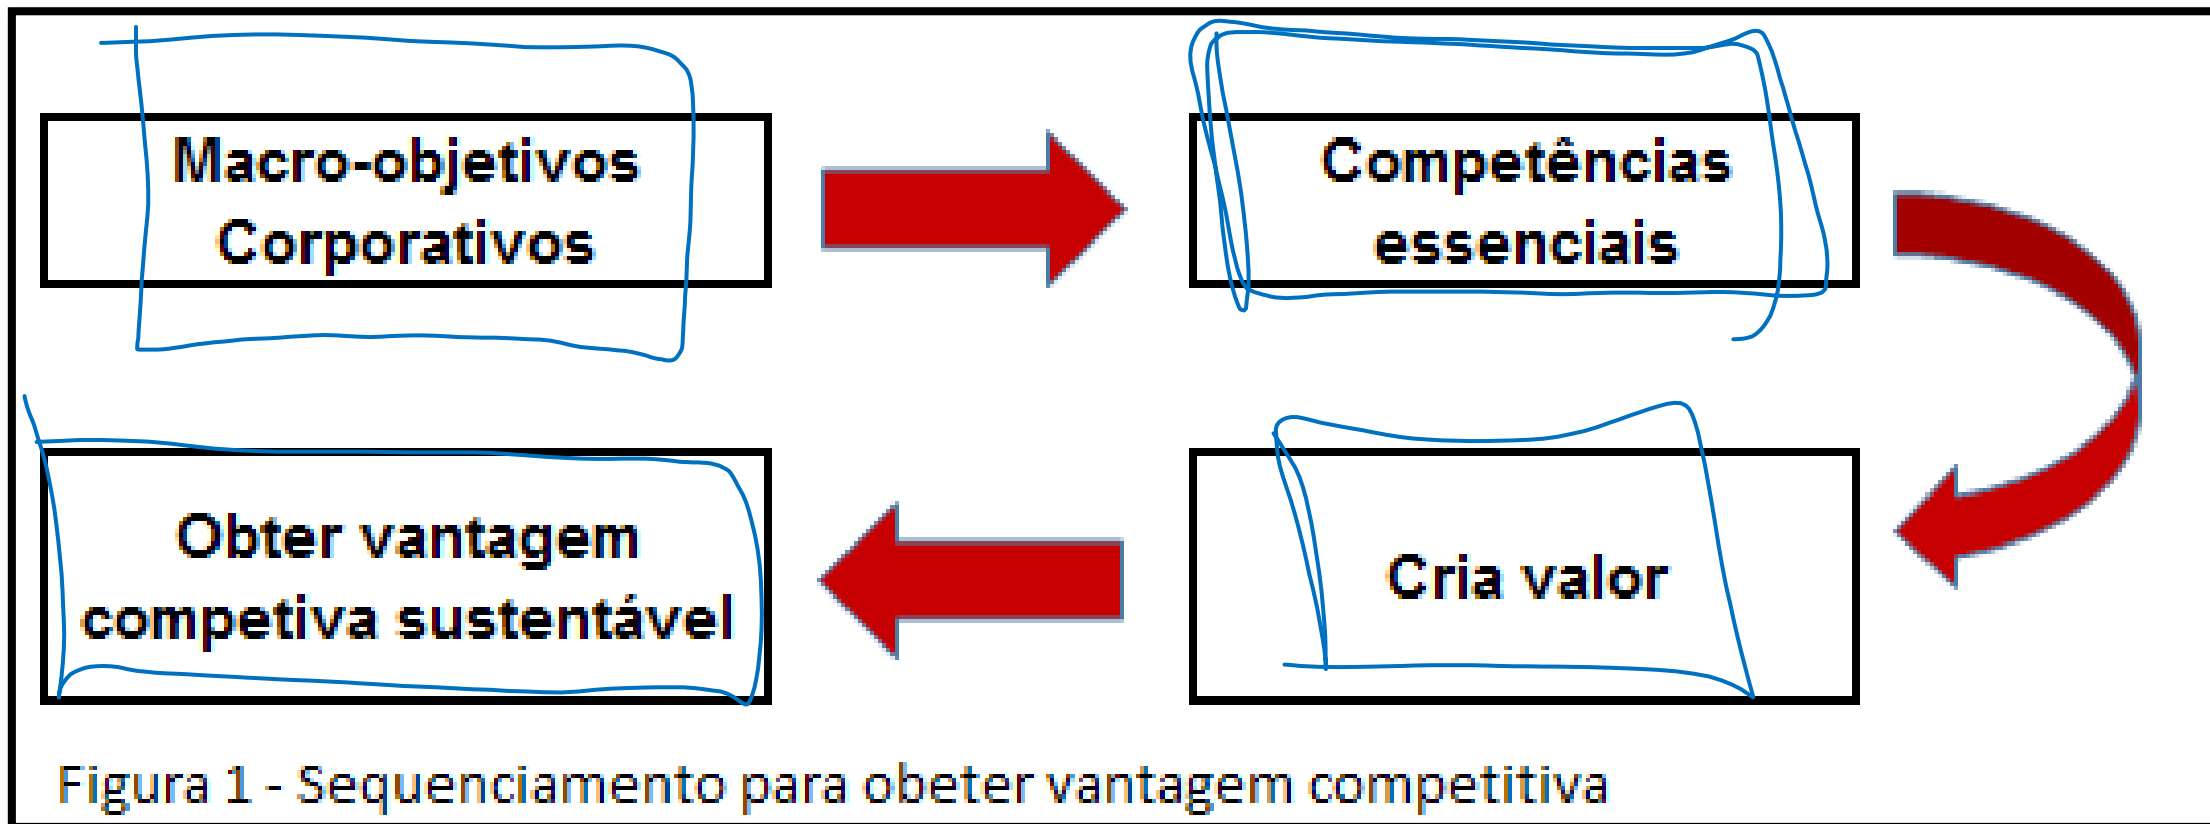 Macro-objetivos
Corporativos
Competências
essenciais
Cria valor
Obter vantagem
competiva sustentável
Figura 1 - Sequenciamento para obeter vantagem competitiva